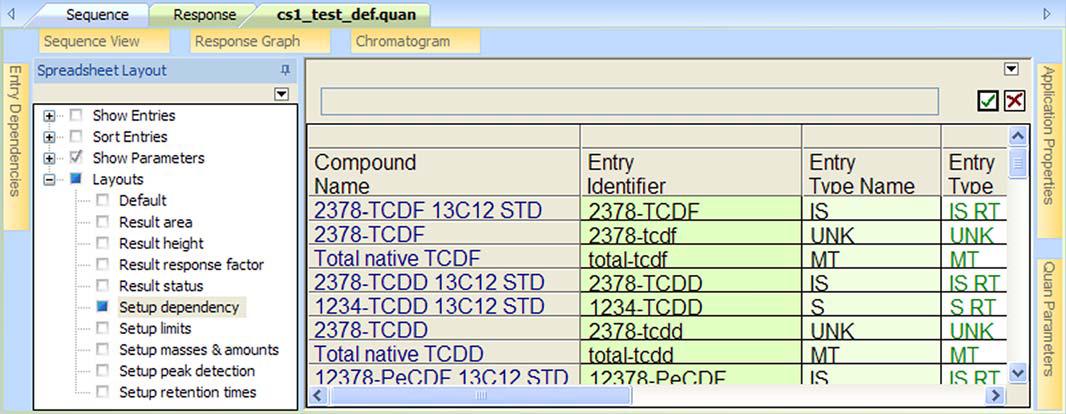 Sequence Response cs1_test_def.quan
Sequence View Response Graph Chromatogram
Entry Dependencies
Spreadsheet Layout
Show Entries
Sort Entries
Show Parameters
Layouts
Default
Result area
Result height
Result response factor
Result status
Setup dependency
Setup limits
Setup masses & amounts
Setup peak detection
Setup retention times
Compound Entry Entry Entry
Name Identifier Type Name Type
2378-TCDF 13C12 STD 2378-TCDF IS IS RT
2378-TCDF 2378-tcdf UNK UNK
Total native TCDF total-tcdf MT MT
2378-TCDD 13C12 STD 2378-TCDD IS IS RT
1234-TCDD 13C12 STD 1234-TCDD S S RT
2378-TCDD 2378-tcdd UNK UNK
Total native TCDD total-tcdd MT MT
12378-PeCDF 13C12 STD 12378-PeCDF IS IS RT
Application Properties
Quan Parameters